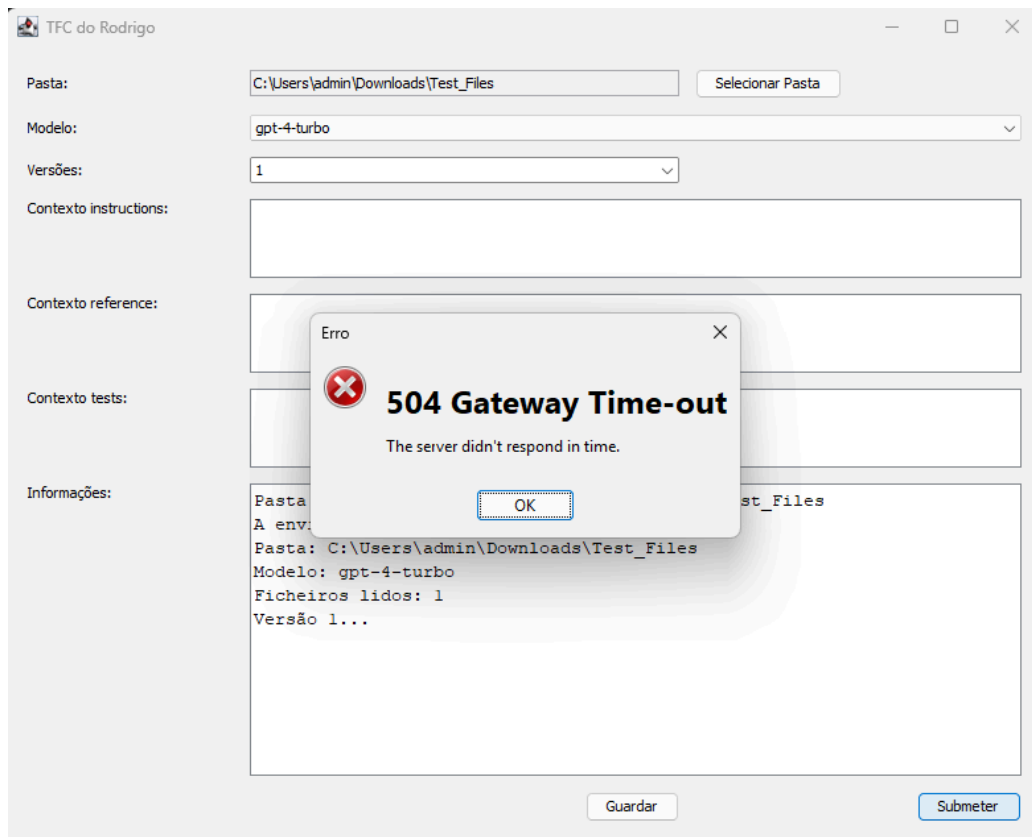 TFC do Rodrigo
Pasta: C:\Users\admin\Downloads\Test_Files Selecionar Pasta
Modelo: gpt-4-turbo
Versões: 1
Contexto instructions:
Contexto reference:
Erro
504 Gateway Time-out
Contexto tests:
The server didn't respond in time.
OK
Informações:
Pasta st_Files
A env
Pasta: C:\Users\admin\Downloads\Test_Files
Modelo: gpt-4-turbo
Ficheiros lidos: 1
Versão 1...
Guardar Submeter